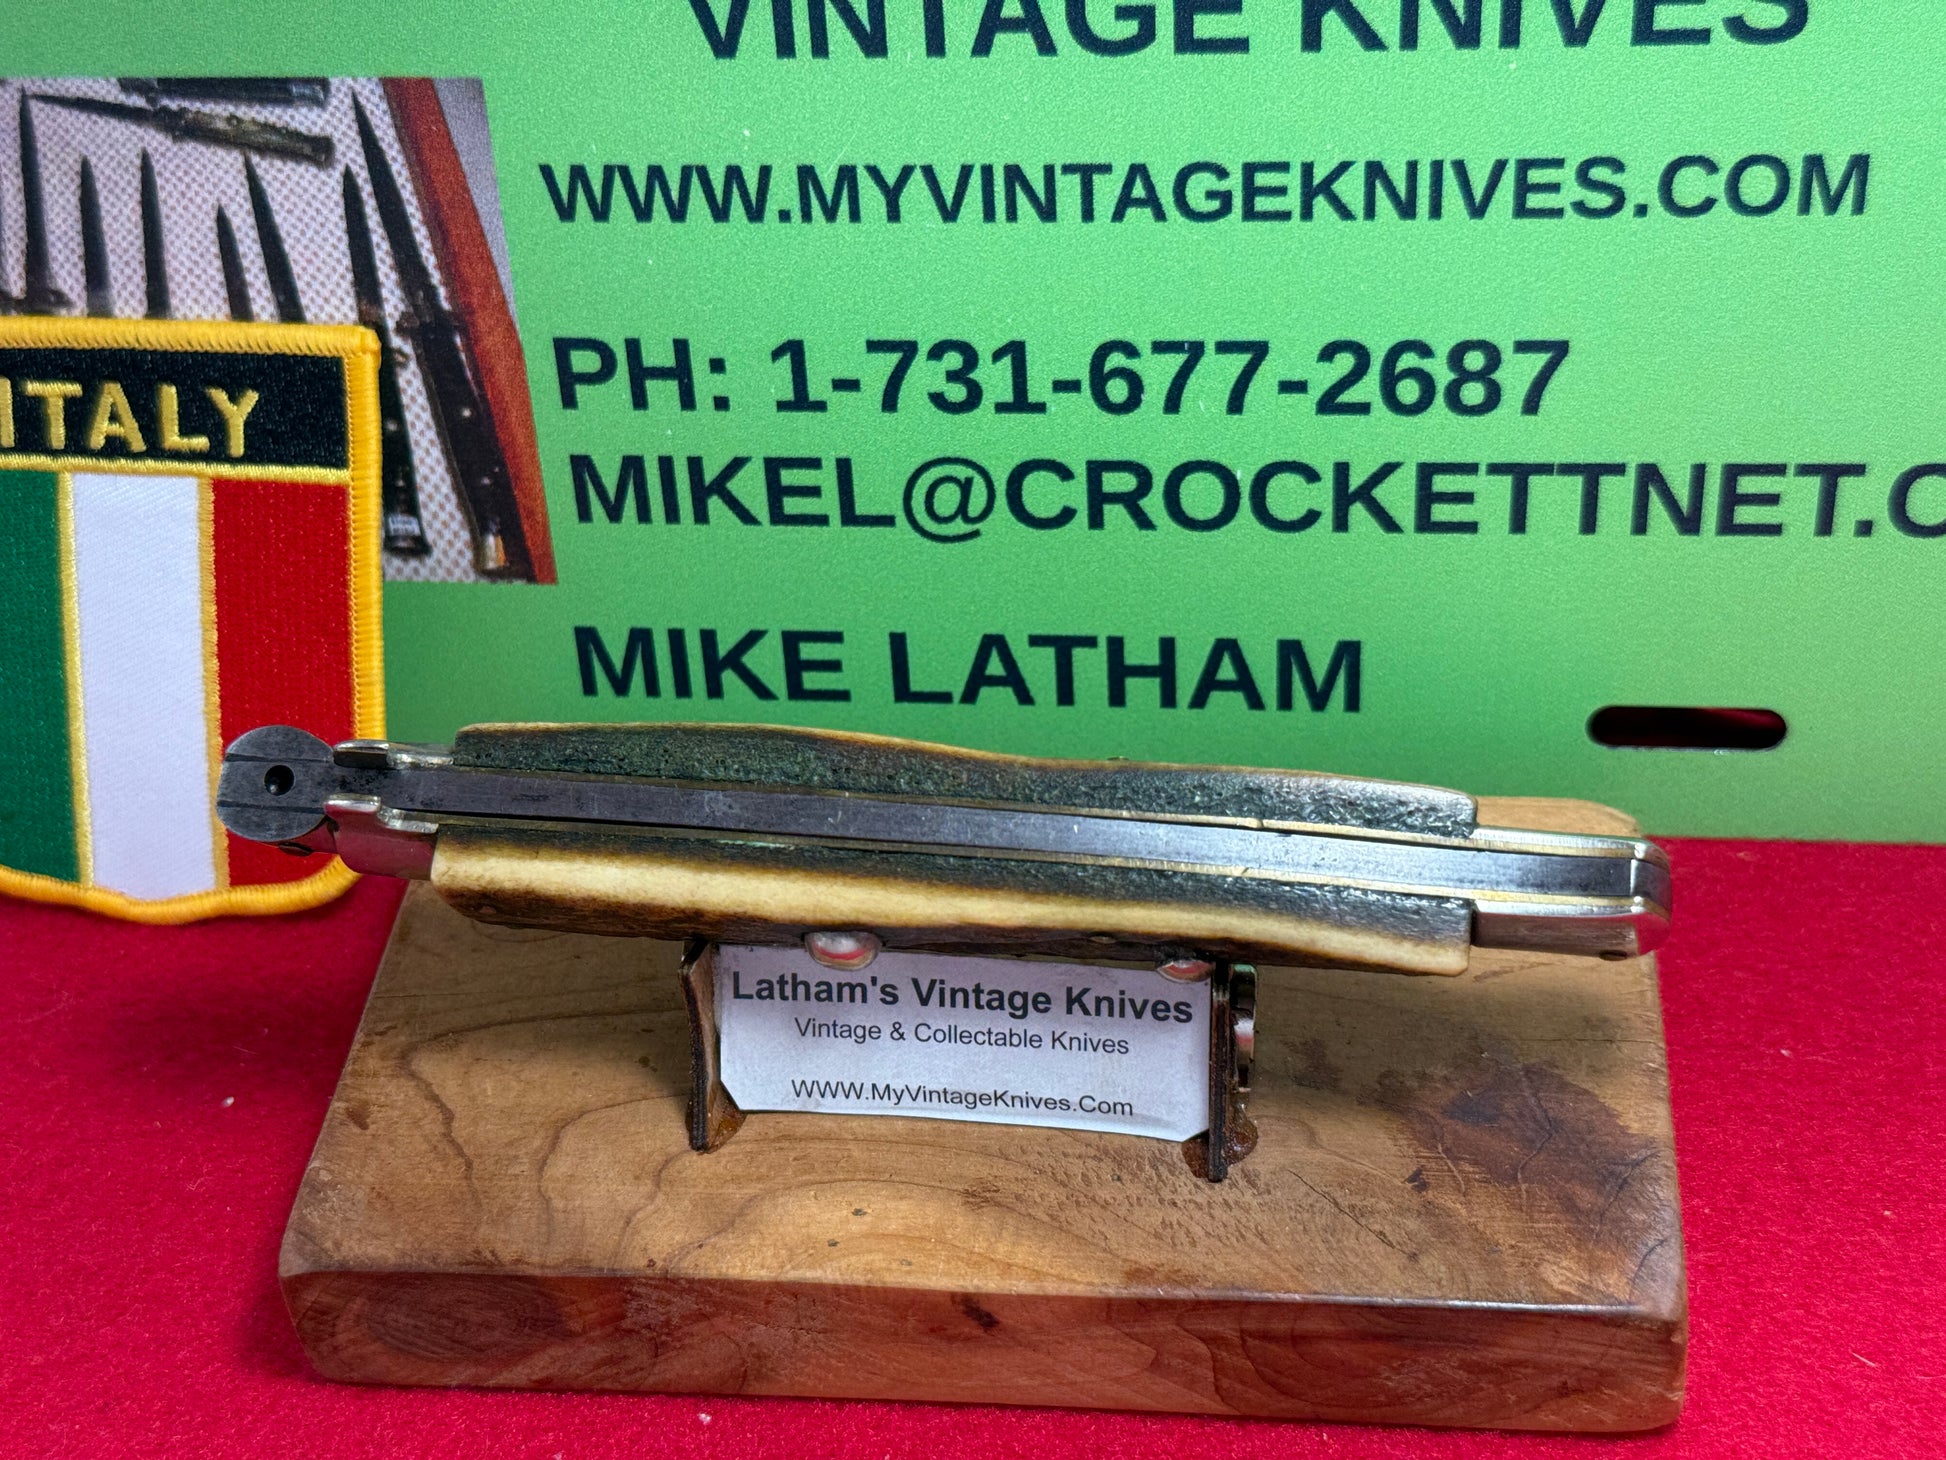 VINTAGE KNIVES
WWW.MYVINTAGEKNIVES.COM
PH: 1-731-677-2687
MIKEL@CROCKETTNET.C
MIKE LATHAM
ITALY
Latham's Vintage Knives
Vintage & Collectable Knives
WWW.MyVintageKnives.Com